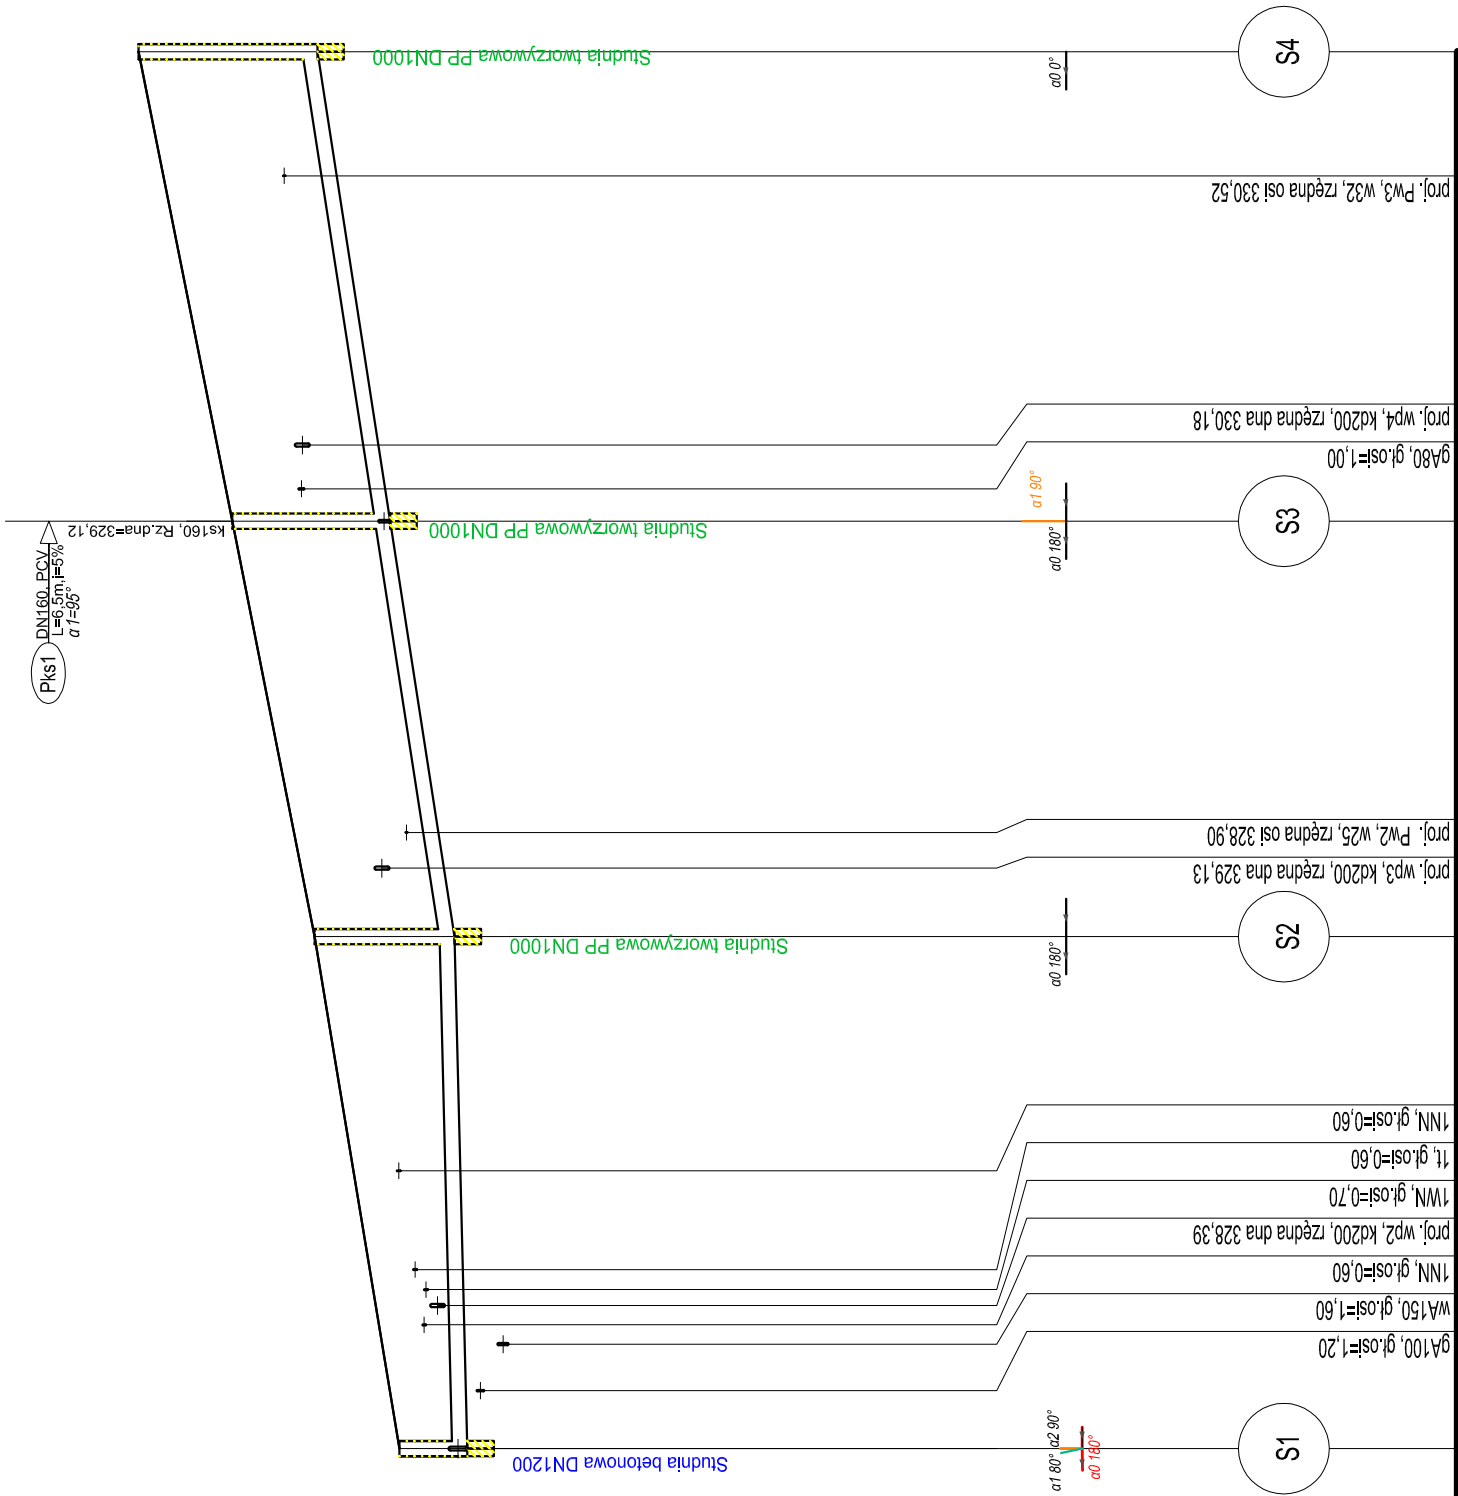 Studnia tworzywowa PP DN1000
α0 0°
S4
proj. Pw3, w32, rzędna osi 330,52
proj. wp4, kd200, rzędna dna 330,18
gA80, gł.osi=1,00
ks160, Rz.dna=329,12
Studnia tworzywowa PP DN1000
α1 90°
α0 180°
S3
DN160, PCV
L=6,5m,i=5%
α1=95°
Pks1
proj. Pw2, w25, rzędna osi 328,90
proj. wp3, kd200, rzędna dna 329,13
Studnia tworzywowa PP DN1000
α0 180°
S2
1NN, gł.osi=0,60
1t, gł.osi=0,60
1WN, gł.osi=0,70
proj. wp2, kd200, rzędna dna 328,39
1NN, gł.osi=0,60
wA150, gł.osi=1,60
gA100, gł.osi=1,20
Studnia betonowa DN1200
α1 80° α2 90°
α0 180°
S1